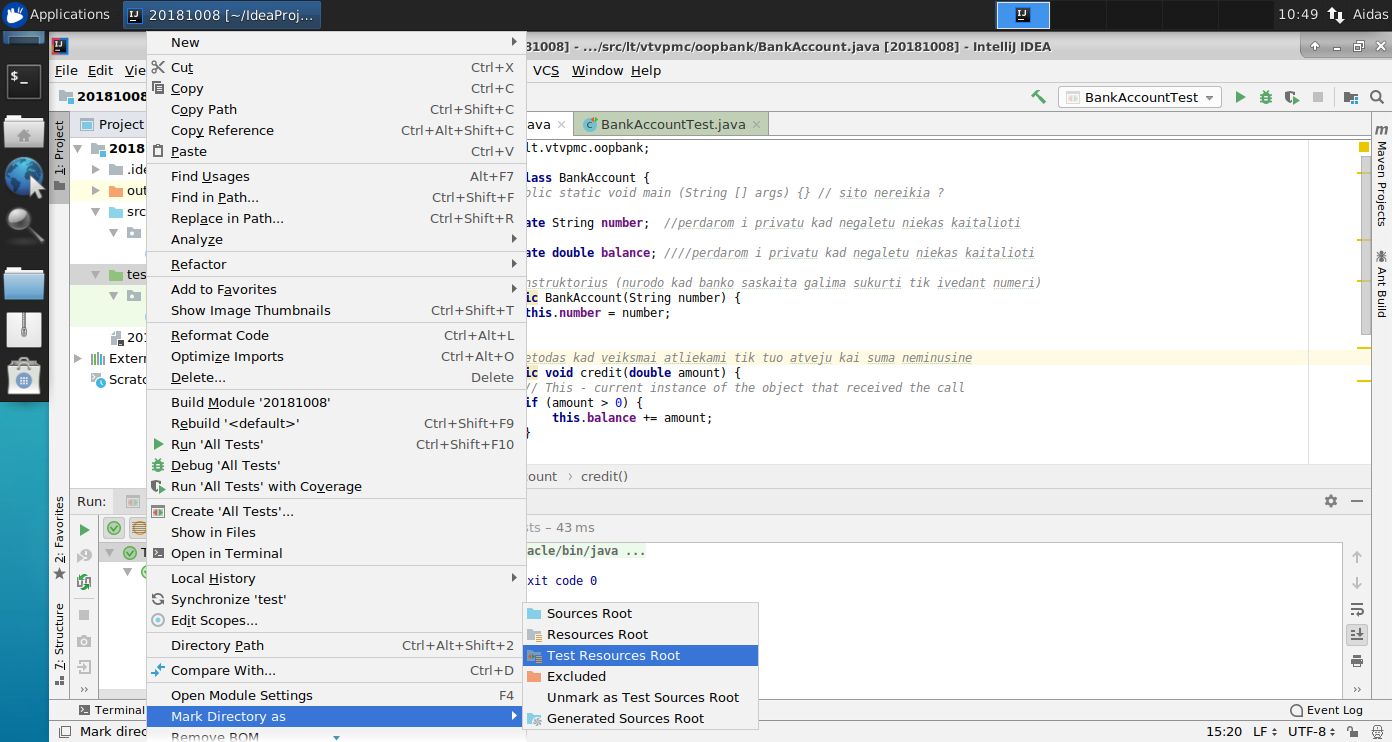 Applications
20181008 [~/IdeaProj...
10:49
Aidas
81008] - .../src/lt/vtvpmc/oopbank/BankAccount.java [20181008] - IntelliJ IDEA
File Edit Vie
VCS Window Help
20181008
BankAccountTest
Project
ava
BankAccountTest.java
1: Project
2018
.ide
out
src
tes
201
Extern
Scratc
2: Favorites
7: Structure
Maven Projects
Ant Build
New
Cut Ctrl+X
Copy Ctrl+C
Copy Path Ctrl+Shift+C
Copy Reference Ctrl+Alt+Shift+C
Paste Ctrl+V
Find Usages Alt+F7
Find in Path... Ctrl+Shift+F
Replace in Path... Ctrl+Shift+R
Analyze
Refactor
Add to Favorites
Show Image Thumbnails Ctrl+Shift+T
Reformat Code Ctrl+Alt+L
Optimize Imports Ctrl+Alt+O
Delete... Delete
Build Module '20181008'
Rebuild '<default>' Ctrl+Shift+F9
Run 'All Tests' Ctrl+Shift+F10
Debug 'All Tests'
Run 'All Tests' with Coverage
Create 'All Tests'...
Show in Files
Open in Terminal
Local History
Synchronize 'test'
Edit Scopes...
Directory Path Ctrl+Alt+Shift+2
Compare With... Ctrl+D
Open Module Settings F4
Mark Directory as
Remove BOM
Sources Root
Resources Root
Test Resources Root
Excluded
Unmark as Test Sources Root
Generated Sources Root
lt.vtvpmc.oopbank;
lass BankAccount {
blic static void main (String [] args) {} // sito nereikia ?
ate String number; //perdarom i privatu kad negaletu niekas kaitalioti
ate double balance; ////perdarom i privatu kad negaletu niekas kaitalioti
nstruktorius (nurodo kad banko saskaita galima sukurti tik ivedant numeri)
ic BankAccount(String number) {
this.number = number;
etodas kad veiksmai atliekami tik tuo atveju kai suma neminusine
ic void credit(double amount) {
// This - current instance of the object that received the call
if (amount > 0) {
this.balance += amount;
}
ount › credit()
Run:
sts – 43 ms
acle/bin/java ...
xit code 0
Terminal
Event Log
Mark direc
15:20 LF UTF-8